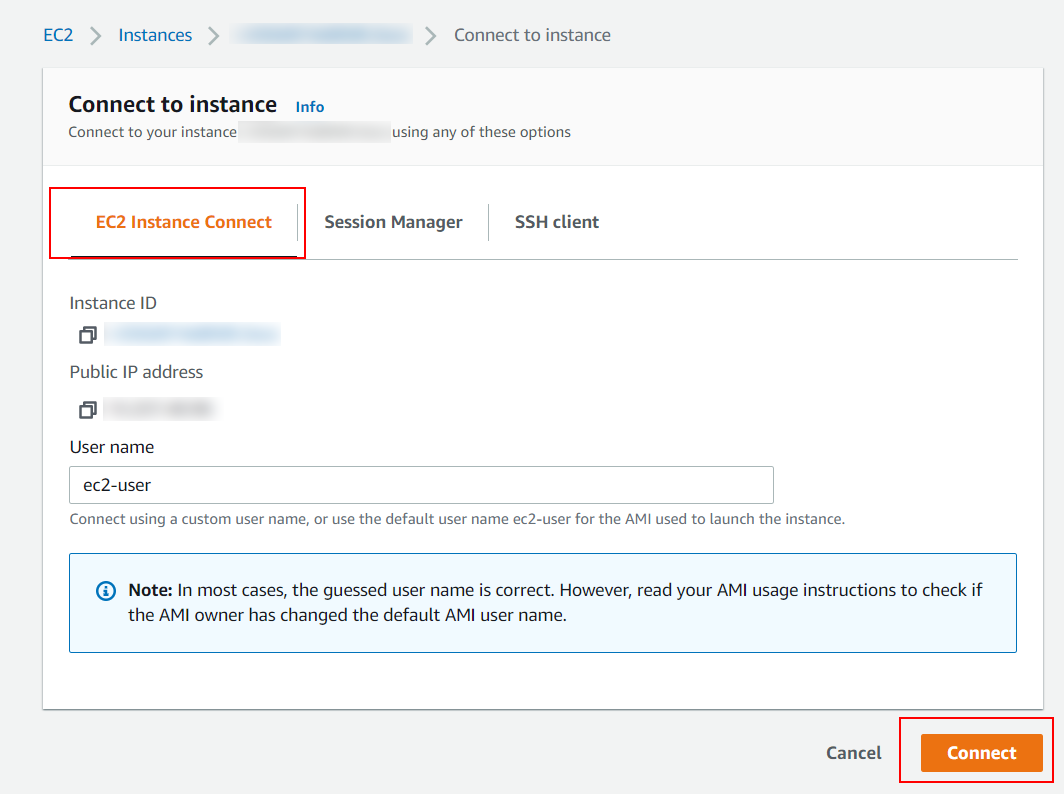 EC2 Instances Connect to instance
Connect to instance Info
Connect to your instance using any of these options
EC2 Instance Connect Session Manager SSH client
Instance ID
Public IP address
User name
ec2-user
Connect using a custom user name, or use the default user name ec2-user for the AMI used to launch the instance.
Note: In most cases, the guessed user name is correct. However, read your AMI usage instructions to check if
the AMI owner has changed the default AMI user name.
Cancel Connect